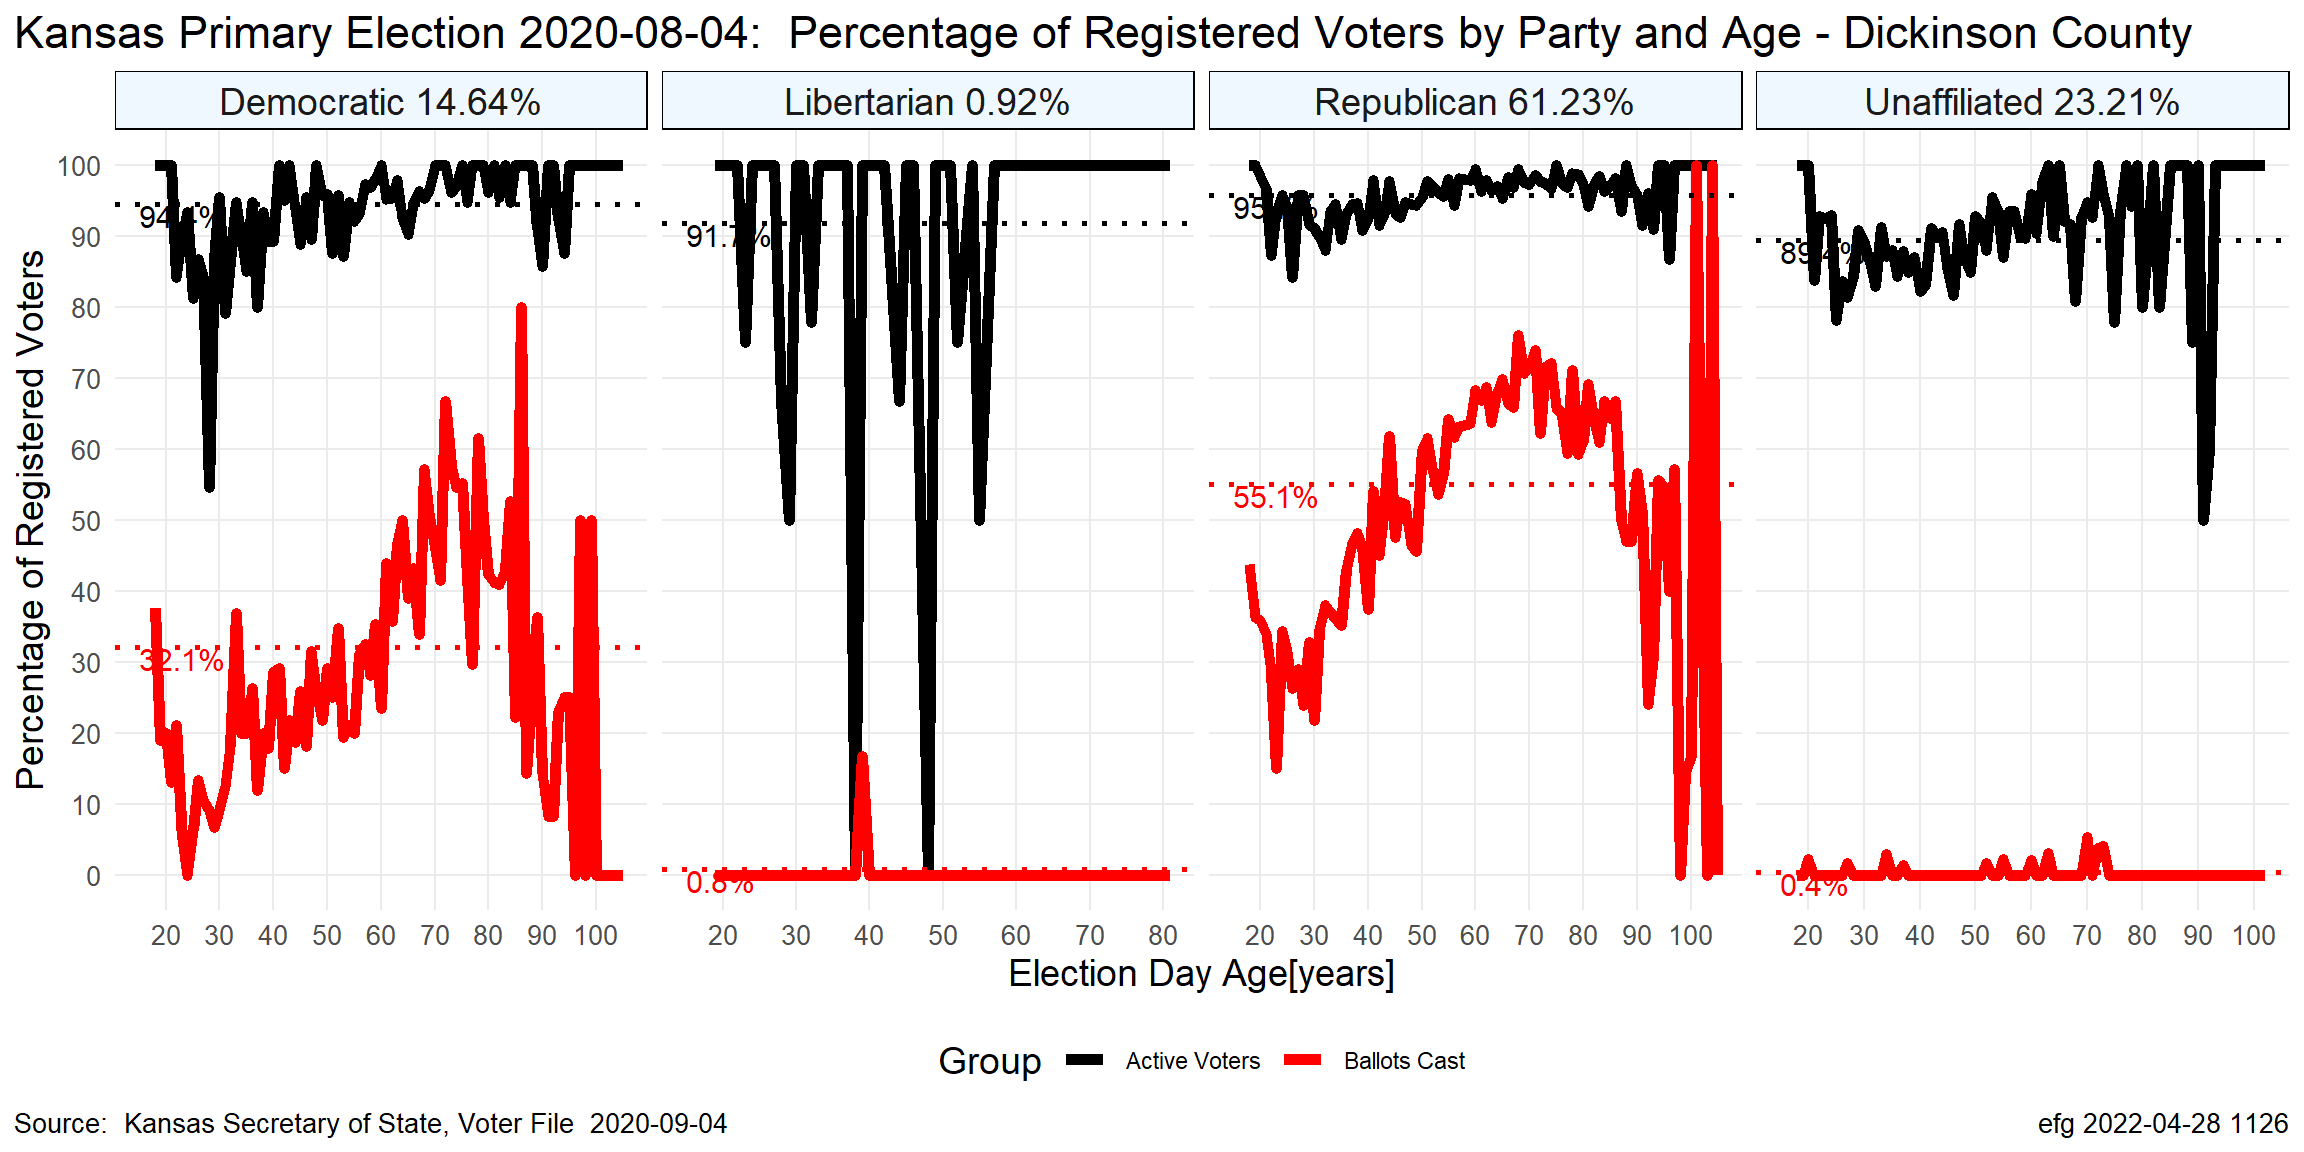 Kansas Primary Election 2020-08-04:  Percentage of Registered Voters by Party and Age - Dickinson County
Democratic 14.64%
Libertarian 0.92%
Republican 61.23%
Unaffiliated 23.21%
Percentage of Registered Voters
100
90
80
70
60
50
40
30
20
10
0
32.1%
91.7%
0.8%
55.1%
89.4%
0.4%
20 30 40 50 60 70 80 90 100
20 30 40 50 60 70 80
20 30 40 50 60 70 80 90 100
20 30 40 50 60 70 80 90 100
Election Day Age[years]
Group Active Voters Ballots Cast
Source:  Kansas Secretary of State, Voter File  2020-09-04
efg 2022-04-28 1126